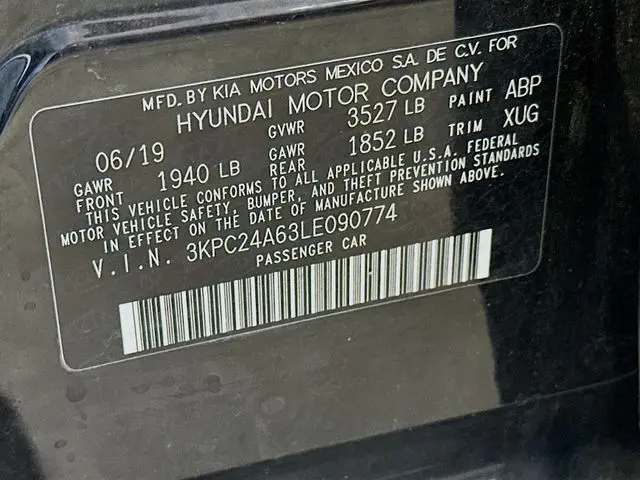 MFD. BY KIA MOTORS MEXICO S.A. DE C.V. FOR
HYUNDAI MOTOR COMPANY
06/19 GVWR 3527 LB PAINT ABP
GAWR FRONT 1940 LB GAWR REAR 1852 LB TRIM XUG
THIS VEHICLE CONFORMS TO ALL APPLICABLE U.S.A. FEDERAL
MOTOR VEHICLE SAFETY, BUMPER, AND THEFT PREVENTION STANDARDS
IN EFFECT ON THE DATE OF MANUFACTURE SHOWN ABOVE.
V.I.N. 3KPC24A63LE090774
PASSENGER CAR